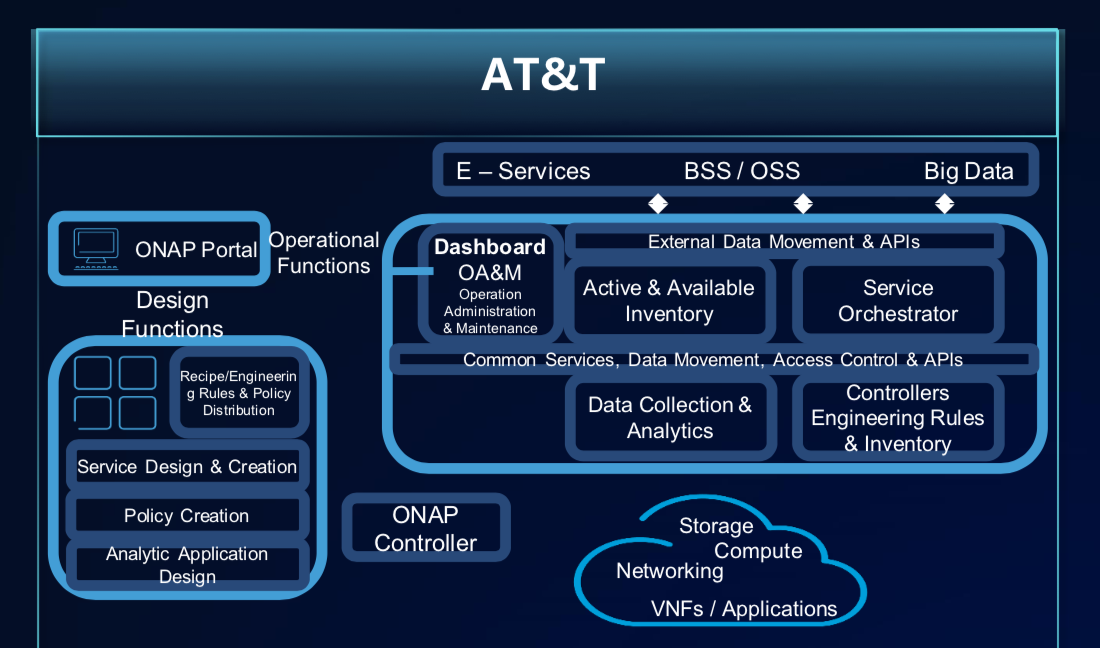 AT&T
E – Services
BSS / OSS
Big Data
ONAP Portal
Operational
Functions
Dashboard
OA&M
Operation
Administration
& Maintenance
External Data Movement & APIs
Active & Available
Inventory
Service
Orchestrator
Common Services, Data Movement, Access Control & APIs
Data Collection &
Analytics
Controllers
Engineering Rules
& Inventory
Design
Functions
Recipe/Engineerin
g Rules & Policy
Distribution
Service Design & Creation
Policy Creation
Analytic Application
Design
ONAP
Controller
Storage
Compute
Networking
VNFs / Applications